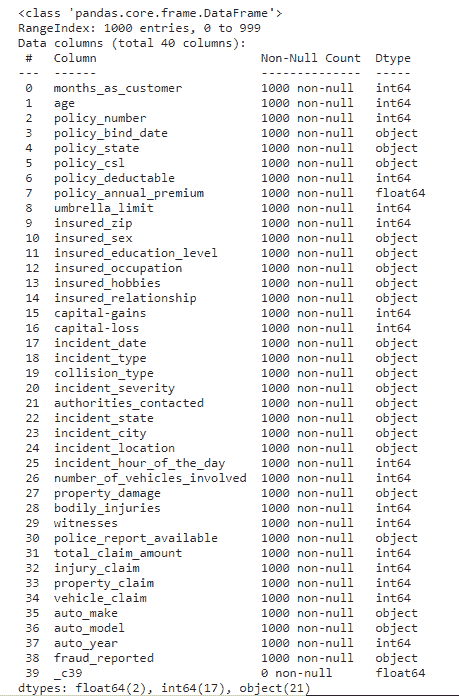 <class 'pandas.core.frame.DataFrame'>
RangeIndex: 1000 entries, 0 to 999
Data columns (total 40 columns):
 #   Column                       Non-Null Count  Dtype
---  ------                       --------------  -----
 0   months_as_customer           1000 non-null   int64
 1   age                          1000 non-null   int64
 2   policy_number                1000 non-null   int64
 3   policy_bind_date             1000 non-null   object
 4   policy_state                 1000 non-null   object
 5   policy_csl                   1000 non-null   object
 6   policy_deductable            1000 non-null   int64
 7   policy_annual_premium        1000 non-null   float64
 8   umbrella_limit               1000 non-null   int64
 9   insured_zip                  1000 non-null   int64
 10  insured_sex                  1000 non-null   object
 11  insured_education_level      1000 non-null   object
 12  insured_occupation           1000 non-null   object
 13  insured_hobbies              1000 non-null   object
 14  insured_relationship         1000 non-null   object
 15  capital-gains                1000 non-null   int64
 16  capital-loss                 1000 non-null   int64
 17  incident_date                1000 non-null   object
 18  incident_type                1000 non-null   object
 19  collision_type               1000 non-null   object
 20  incident_severity            1000 non-null   object
 21  authorities_contacted        1000 non-null   object
 22  incident_state               1000 non-null   object
 23  incident_city                1000 non-null   object
 24  incident_location            1000 non-null   object
 25  incident_hour_of_the_day     1000 non-null   int64
 26  number_of_vehicles_involved  1000 non-null   int64
 27  property_damage              1000 non-null   object
 28  bodily_injuries              1000 non-null   int64
 29  witnesses                    1000 non-null   int64
 30  police_report_available      1000 non-null   object
 31  total_claim_amount           1000 non-null   int64
 32  injury_claim                 1000 non-null   int64
 33  property_claim               1000 non-null   int64
 34  vehicle_claim                1000 non-null   int64
 35  auto_make                    1000 non-null   object
 36  auto_model                   1000 non-null   object
 37  auto_year                    1000 non-null   int64
 38  fraud_reported               1000 non-null   object
 39  _c39                         0 non-null      float64
dtypes: float64(2), int64(17), object(21)